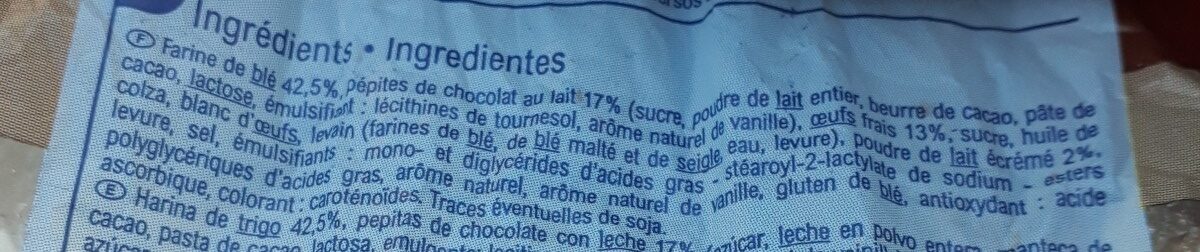 Ingrédients • Ingredientes
F Farine de blé 42,5%, pépites de chocolat au lait 17% (sucre, poudre de lait entier, beurre de cacao, pâte de
cacao, lactose, émulsifiant : lécithines de tournesol, arôme naturel de vanille), œufs frais 13%, sucre, huile de
colza, blanc d'œufs, levain (farines de blé, de blé malté et de seigle, eau, levure), poudre de lait écrémé 2%,
levure, sel, émulsifiants : mono- et diglycérides d'acides gras - stéaroyl-2-lactylate de sodium - esters
polyglycériques d'acides gras, arôme naturel, arôme naturel de vanille, gluten de blé, antioxydant : acide
ascorbique, colorant : caroténoïdes. Traces éventuelles de soja.
E Harina de trigo 42,5%, pepitas de chocolate con leche 17% (azúcar, leche en polvo
cacao, pasta de cacao, lactosa,